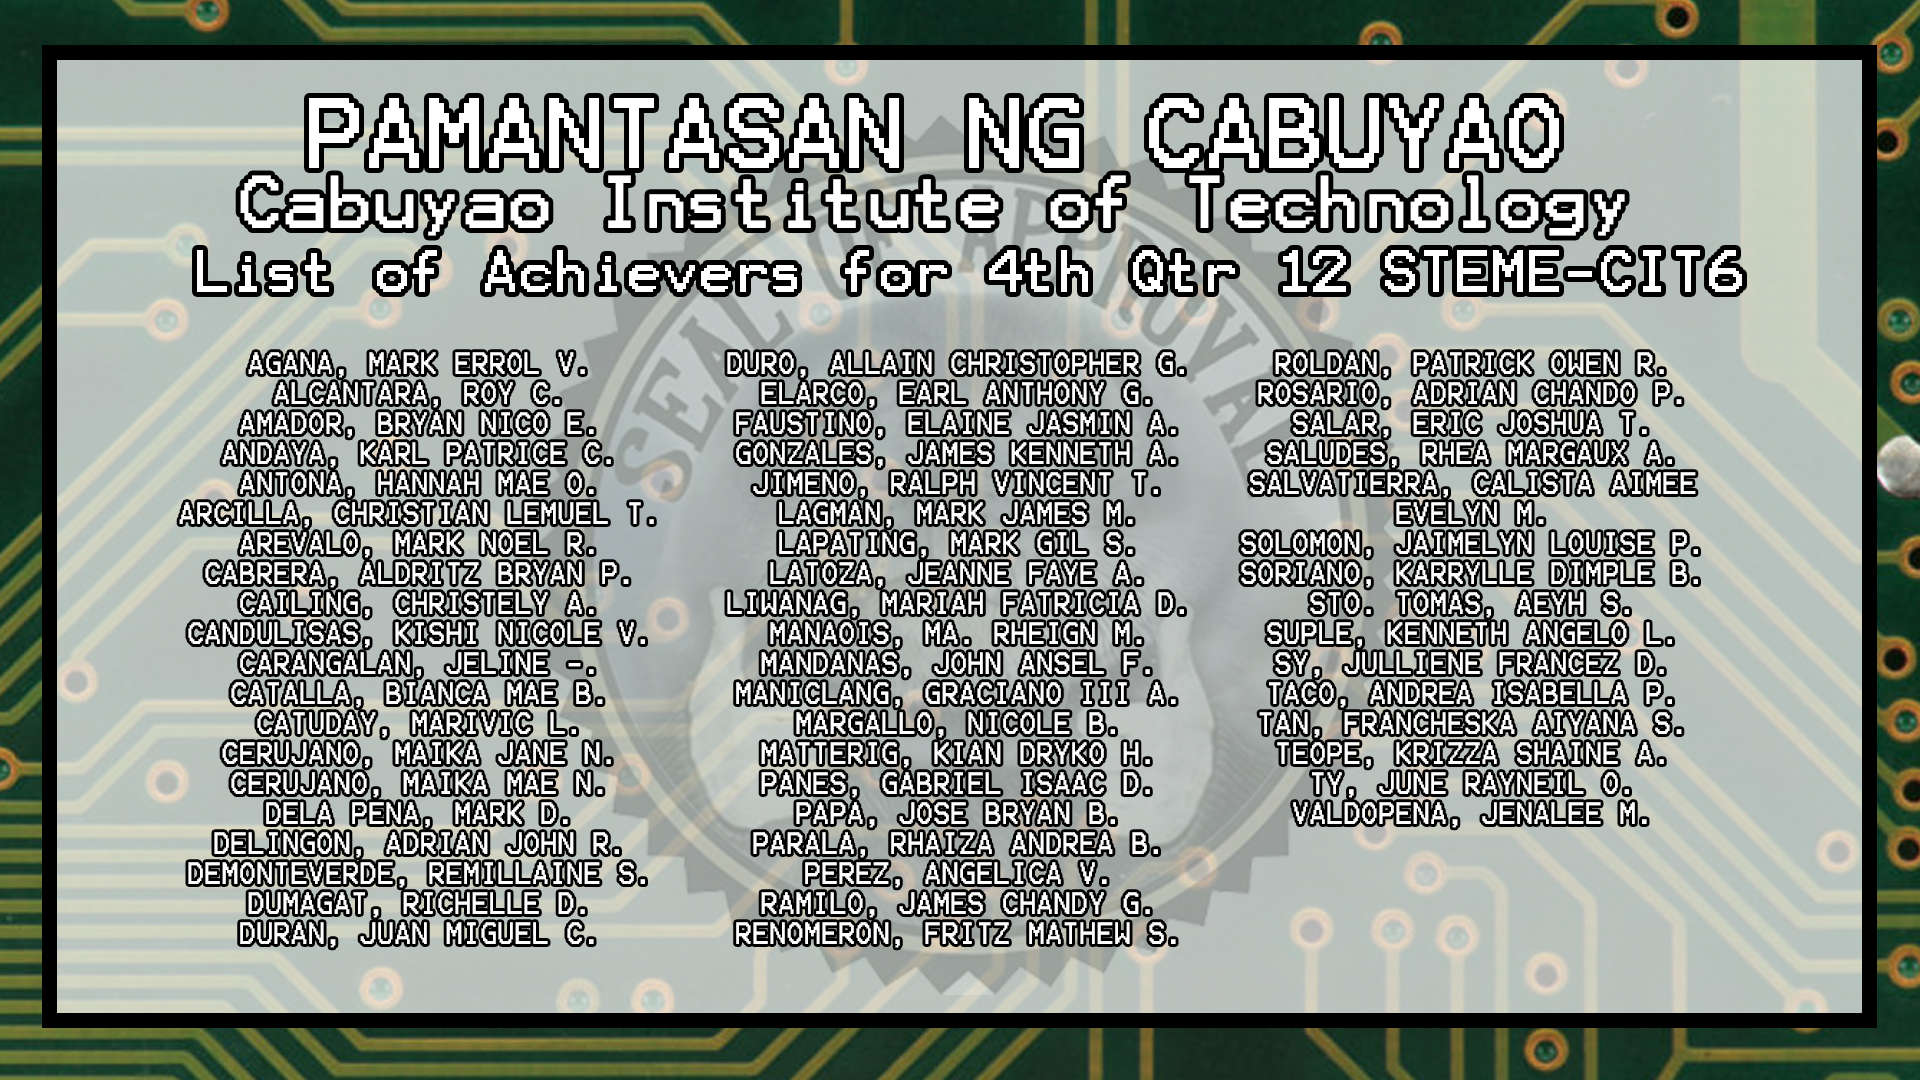 PAMANTASAN NG CABUYAO
Cabuyao Institute of Technology
List of Achievers for 4th Qtr 12 STEME-CIT6
SEAL OF APPROVAL
AGANA, MARK ERROL V.
ALCANTARA, ROY C.
AMADOR, BRYAN NICO E.
ANDAYA, KARL PATRICE C.
ANTONA, HANNAH MAE O.
ARCILLA, CHRISTIAN LEMUEL T.
AREVALO, MARK NOEL R.
CABRERA, ALDRITZ BRYAN P.
CAILING, CHRISTELY A.
CANDULISAS, KISHI NICOLE V.
CARANGALAN, JELINE -.
CATALLA, BIANCA MAE B.
CATUDAY, MARIVIC L.
CERUJANO, MAIKA JANE N.
CERUJANO, MAIKA MAE N.
DELA PENA, MARK D.
DELINGON, ADRIAN JOHN R.
DEMONTEVERDE, REMILLAINE S.
DUMAGAT, RICHELLE D.
DURAN, JUAN MIGUEL C.
DURO, ALLAIN CHRISTOPHER G.
ELARCO, EARL ANTHONY G.
FAUSTINO, ELAINE JASMIN A.
GONZALES, JAMES KENNETH A.
JIMENO, RALPH VINCENT T.
LAGMAN, MARK JAMES M.
LAPATING, MARK GIL S.
LATOZA, JEANNE FAYE A.
LIWANAG, MARIAH FATRICIA D.
MANAOIS, MA. RHEIGN M.
MANDANAS, JOHN ANSEL F.
MANICLANG, GRACIANO III A.
MARGALLO, NICOLE B.
MATTERIG, KIAN DRYKO H.
PANES, GABRIEL ISAAC D.
PAPA, JOSE BRYAN B.
PARALA, RHAIZA ANDREA B.
PEREZ, ANGELICA V.
RAMILO, JAMES CHANDY G.
RENOMERON, FRITZ MATHEW S.
ROLDAN, PATRICK OWEN R.
ROSARIO, ADRIAN CHANDO P.
SALAR, ERIC JOSHUA T.
SALUDES, RHEA MARGAUX A.
SALVATIERRA, CALISTA AIMEE
EVELYN M.
SOLOMON, JAIMELYN LOUISE P.
SORIANO, KARRYLLE DIMPLE B.
STO. TOMAS, AEYH S.
SUPLE, KENNETH ANGELO L.
SY, JULLIENE FRANCEZ D.
TACO, ANDREA ISABELLA P.
TAN, FRANCHESKA AIYANA S.
TEOPE, KRIZZA SHAINE A.
TY, JUNE RAYNEIL O.
VALDOPENA, JENALEE M.